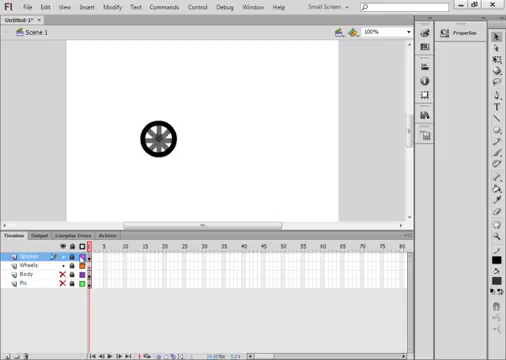 Fl File Edit View Insert Modify Text Commands Control Debug Window Help Small Screen
Untitled-1*
Scene 1 100%
Properties
Timeline Output Compiler Errors Actions
1 5 10 15 20 25 30 35 40 45 50 55 60 65 70 75 80
Spokes
Wheels
Body
Pic